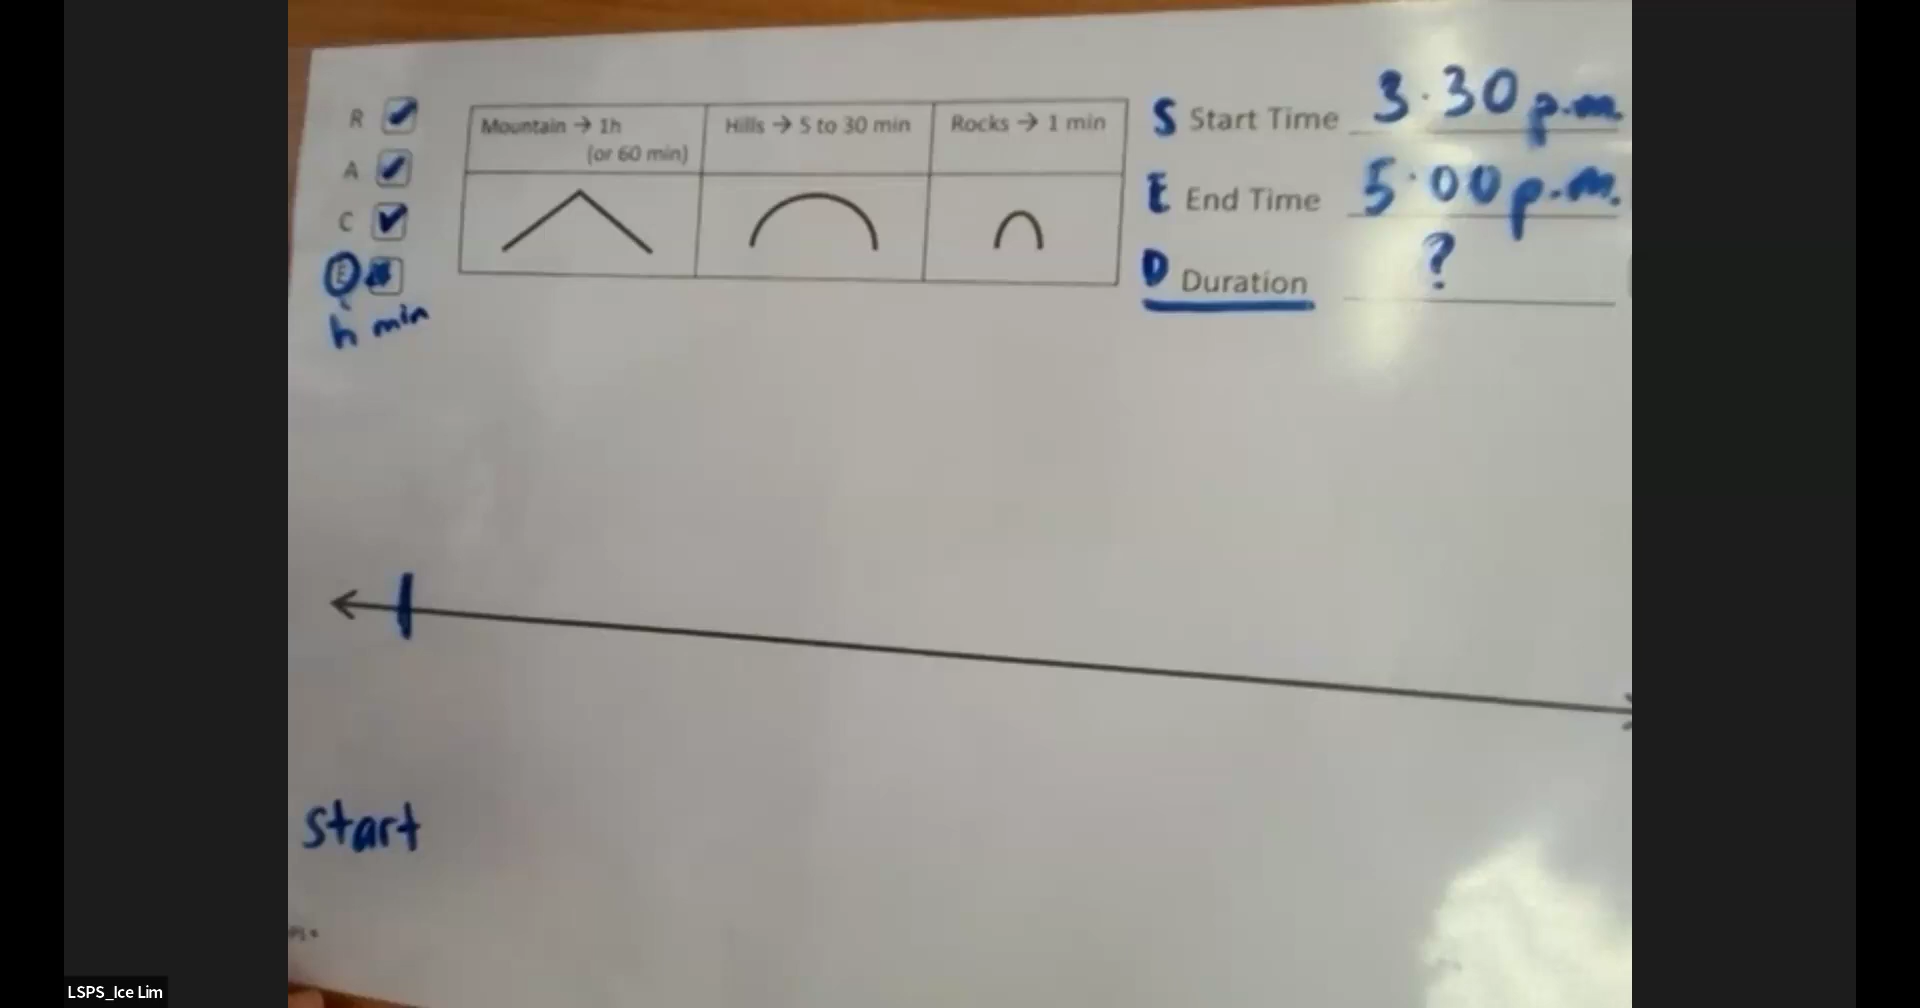 R
A
C
E
h min
Mountain → 1h
(or 60 min)
Hills → 5 to 30 min
Rocks → 1 min
S Start Time 3.30 p.m.
E End Time 5.00 p.m.
D Duration ?
start
LSPS_Ice Lim